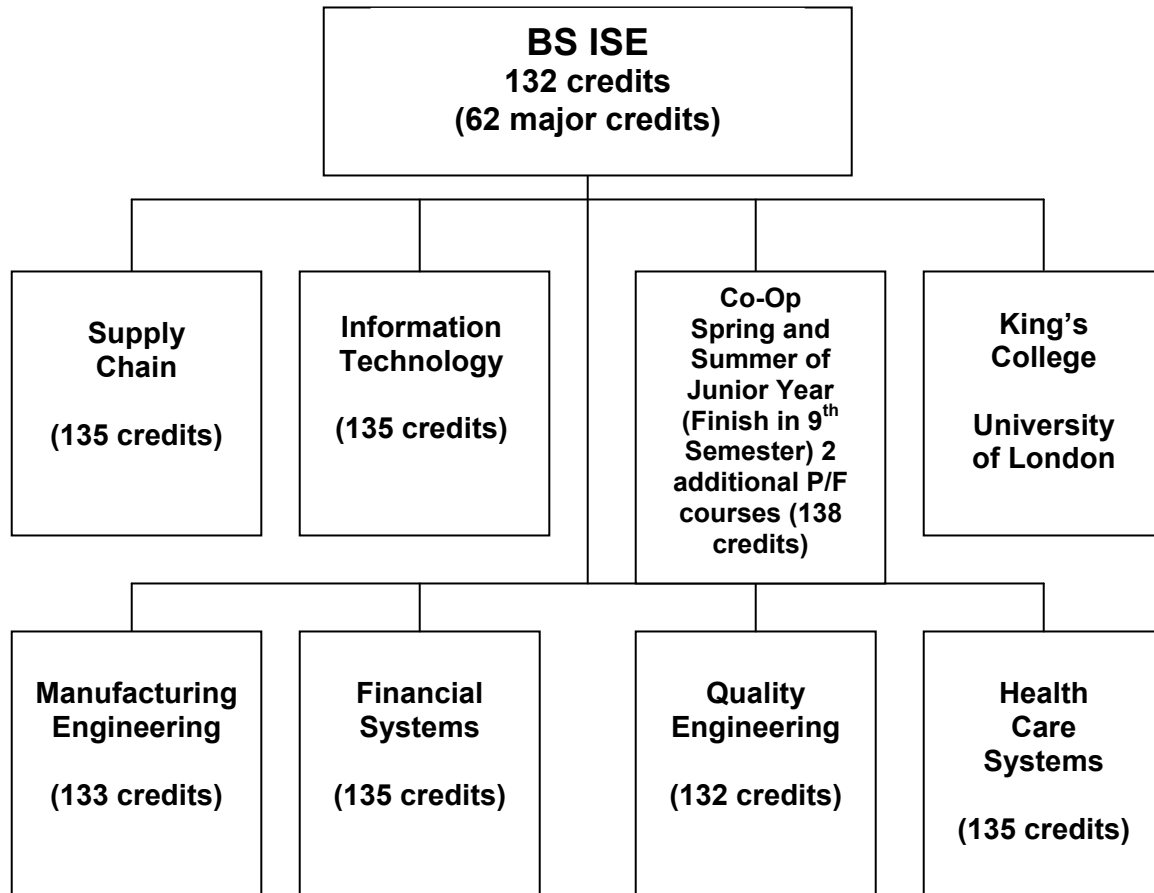 BS ISE
132 credits
(62 major credits)
Supply
Chain
(135 credits)
Information
Technology
(135 credits)
Co-Op
Spring and
Summer of
Junior Year
(Finish in 9th
Semester) 2
additional P/F
courses (138
credits)
King’s
College
University
of London
Manufacturing
Engineering
(133 credits)
Financial
Systems
(135 credits)
Quality
Engineering
(132 credits)
Health
Care
Systems
(135 credits)